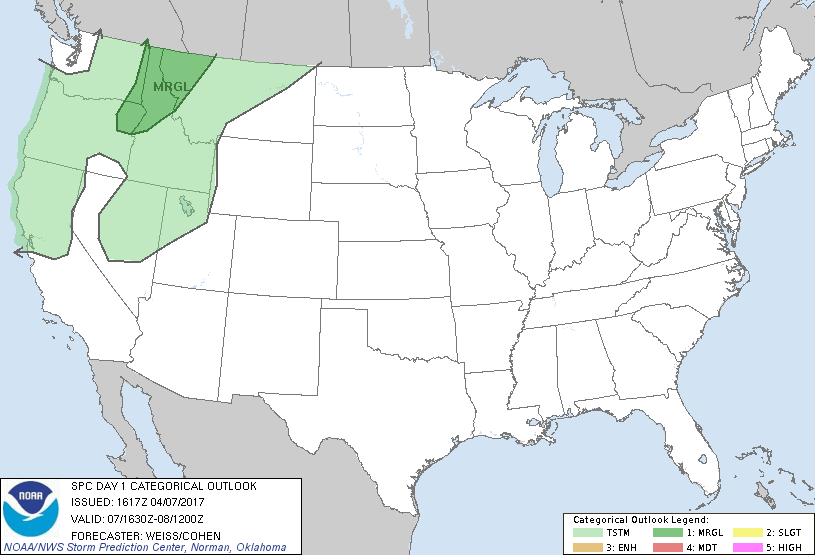 MRGL
SPC DAY 1 CATEGORICAL OUTLOOK
ISSUED: 1617Z 04/07/2017
VALID: 07/1630Z-08/1200Z
FORECASTER: WEISS/COHEN
NOAA/NWS Storm Prediction Center, Norman, Oklahoma
NOAA
Categorical Outlook Legend:
TSTM 1: MRGL 2: SLGT
3: ENH 4: MDT 5: HIGH